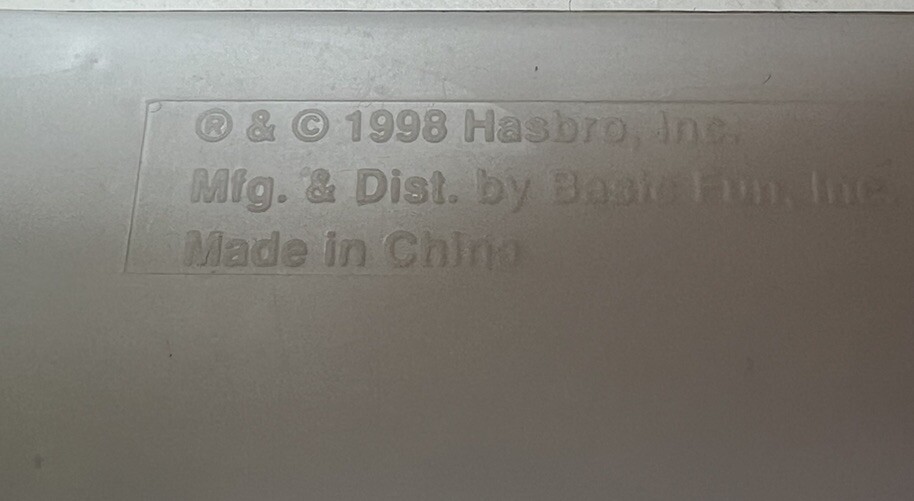 ® & © 1998 Hasbro, Inc.
Mfg. & Dist. by Basic Fun, Inc.
Made in China